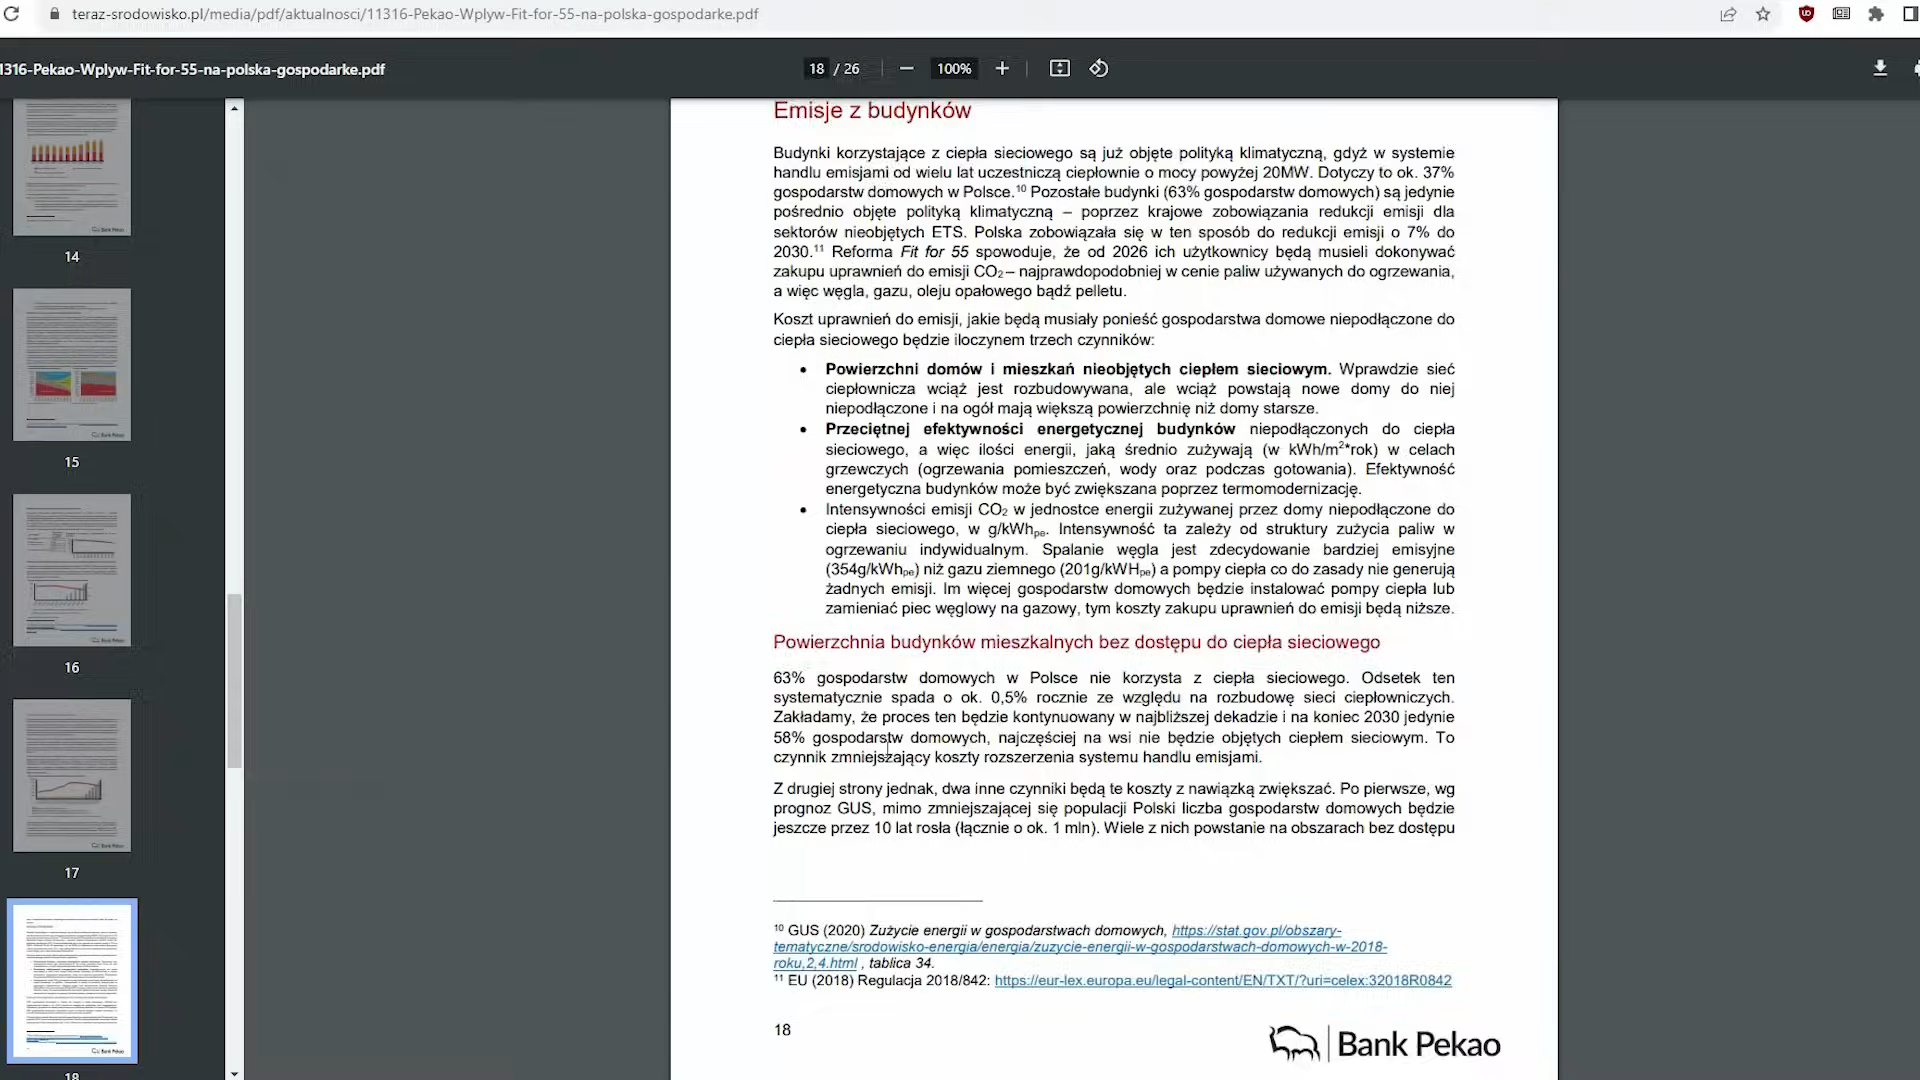 teraz-srodowisko.pl/media/pdf/aktualnosci/11316-Pekao-Wplyw-Fit-for-55-na-polska-gospodarke.pdf
1316-Pekao-Wplyw-Fit-for-55-na-polska-gospodarke.pdf
18 / 26
100%
14
15
16
17
18
Emisje z budynków
Budynki korzystające z ciepła sieciowego są już objęte polityką klimatyczną, gdyż w systemie
handlu emisjami od wielu lat uczestniczą ciepłownie o mocy powyżej 20MW. Dotyczy to ok. 37%
gospodarstw domowych w Polsce.¹⁰ Pozostałe budynki (63% gospodarstw domowych) są jedynie
pośrednio objęte polityką klimatyczną – poprzez krajowe zobowiązania redukcji emisji dla
sektorów nieobjętych ETS. Polska zobowiązała się w ten sposób do redukcji emisji o 7% do
2030.¹¹ Reforma Fit for 55 spowoduje, że od 2026 ich użytkownicy będą musieli dokonywać
zakupu uprawnień do emisji CO₂ – najprawdopodobniej w cenie paliw używanych do ogrzewania,
a więc węgla, gazu, oleju opałowego bądź pelletu.
Koszt uprawnień do emisji, jakie będą musiały ponieść gospodarstwa domowe niepodłączone do
ciepła sieciowego będzie iloczynem trzech czynników:
• Powierzchni domów i mieszkań nieobjętych ciepłem sieciowym. Wprawdzie sieć
ciepłownicza wciąż jest rozbudowywana, ale wciąż powstają nowe domy do niej
niepodłączone i na ogół mają większą powierzchnię niż domy starsze.
• Przeciętnej efektywności energetycznej budynków niepodłączonych do ciepła
sieciowego, a więc ilości energii, jaką średnio zużywają (w kWh/m²*rok) w celach
grzewczych (ogrzewania pomieszczeń, wody oraz podczas gotowania). Efektywność
energetyczna budynków może być zwiększana poprzez termomodernizację.
• Intensywności emisji CO₂ w jednostce energii zużywanej przez domy niepodłączone do
ciepła sieciowego, w g/kWhpe. Intensywność ta zależy od struktury zużycia paliw w
ogrzewaniu indywidualnym. Spalanie węgla jest zdecydowanie bardziej emisyjne
(354g/kWhpe) niż gazu ziemnego (201g/kWHpe) a pompy ciepła co do zasady nie generują
żadnych emisji. Im więcej gospodarstw domowych będzie instalować pompy ciepła lub
zamieniać piec węglowy na gazowy, tym koszty zakupu uprawnień do emisji będą niższe.
Powierzchnia budynków mieszkalnych bez dostępu do ciepła sieciowego
63% gospodarstw domowych w Polsce nie korzysta z ciepła sieciowego. Odsetek ten
systematycznie spada o ok. 0,5% rocznie ze względu na rozbudowę sieci ciepłowniczych.
Zakładamy, że proces ten będzie kontynuowany w najbliższej dekadzie i na koniec 2030 jedynie
58% gospodarstw domowych, najczęściej na wsi nie będzie objętych ciepłem sieciowym. To
czynnik zmniejszający koszty rozszerzenia systemu handlu emisjami.
Z drugiej strony jednak, dwa inne czynniki będą te koszty z nawiązką zwiększać. Po pierwsze, wg
prognoz GUS, mimo zmniejszającej się populacji Polski liczba gospodarstw domowych będzie
jeszcze przez 10 lat rosła (łącznie o ok. 1 mln). Wiele z nich powstanie na obszarach bez dostępu
¹⁰ GUS (2020) Zużycie energii w gospodarstwach domowych, https://stat.gov.pl/obszary-
tematyczne/srodowisko-energia/energia/zuzycie-energii-w-gospodarstwach-domowych-w-2018-
roku,2,4.html , tablica 34.
¹¹ EU (2018) Regulacja 2018/842: https://eur-lex.europa.eu/legal-content/EN/TXT/?uri=celex:32018R0842
18
Bank Pekao